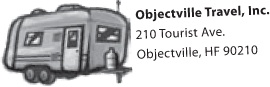 Objectville Travel, Inc.
210 Tourist Ave.
Objectville, HF 90210